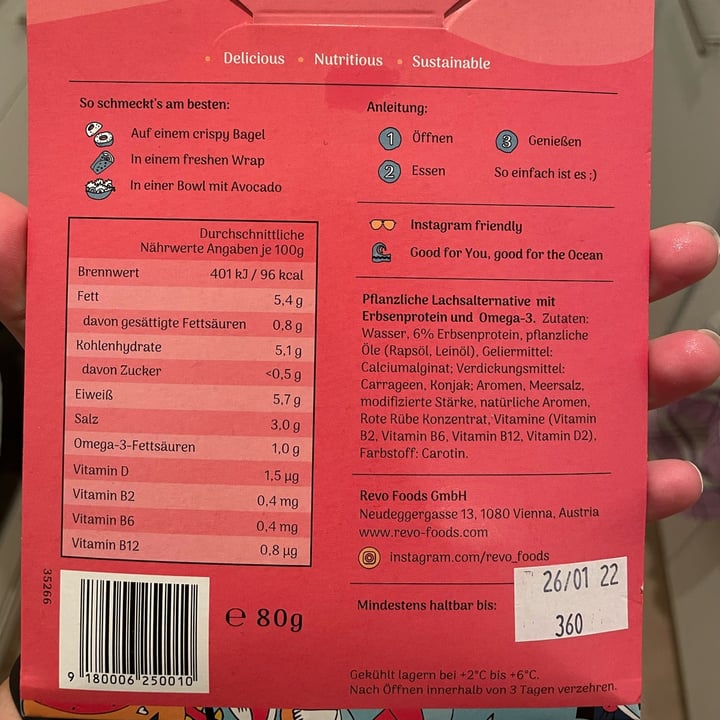 Delicious • Nutritious • Sustainable
So schmeckt's am besten:
Auf einem crispy Bagel
In einem freshen Wrap
In einer Bowl mit Avocado
Anleitung:
1 Öffnen
3 Genießen
2 Essen
So einfach ist es ;)
Instagram friendly
Good for You, good for the Ocean
Durchschnittliche
Nährwerte Angaben je 100g
Brennwert 401 kJ / 96 kcal
Fett 5,4 g
davon gesättigte Fettsäuren 0,8 g
Kohlenhydrate 5,1 g
davon Zucker <0,5 g
Eiweiß 5,7 g
Salz 3,0 g
Omega-3-Fettsäuren 1,0 g
Vitamin D 1,5 µg
Vitamin B2 0,4 mg
Vitamin B6 0,4 mg
Vitamin B12 0,8 µg
Pflanzliche Lachsalternative mit
Erbsenprotein und Omega-3. Zutaten:
Wasser, 6% Erbsenprotein, pflanzliche
Öle (Rapsöl, Leinöl), Geliermittel:
Calciumalginat; Verdickungsmittel:
Carrageen, Konjak; Aromen, Meersalz,
modifizierte Stärke, natürliche Aromen,
Rote Rübe Konzentrat, Vitamine (Vitamin
B2, Vitamin B6, Vitamin B12, Vitamin D2),
Farbstoff: Carotin.
Revo Foods GmbH
Neudeggergasse 13, 1080 Vienna, Austria
www.revo-foods.com
instagram.com/revo_foods
35266
9 180006 250010
e 80g
Mindestens haltbar bis:
26/01 22
360
Gekühlt lagern bei +2°C bis +6°C.
Nach Öffnen innerhalb von 3 Tagen verzehren.